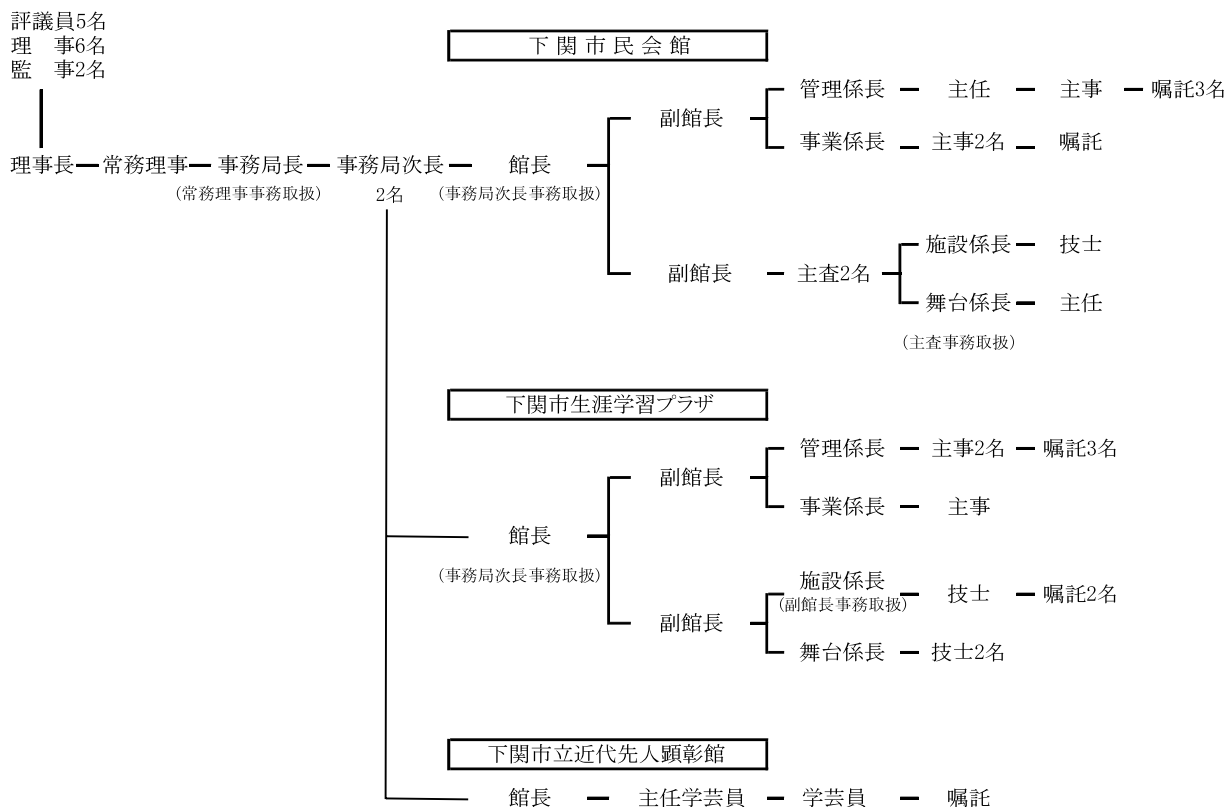 評議員5名
理　事6名
監　事2名
下 関 市 民 会 館
管理係長 主任 主事 嘱託3名
副館長
事業係長 主事2名 嘱託
理事長 常務理事 事務局長 事務局次長 館長
(常務理事事務取扱) 2名 (事務局次長事務取扱)
施設係長 技士
副館長 主査2名
舞台係長 主任
(主査事務取扱)
下関市生涯学習プラザ
管理係長 主事2名 嘱託3名
副館長
事業係長 主事
館長
(事務局次長事務取扱)
施設係長
(副館長事務取扱) 技士 嘱託2名
副館長
舞台係長 技士2名
下関市立近代先人顕彰館
館長 主任学芸員 学芸員 嘱託